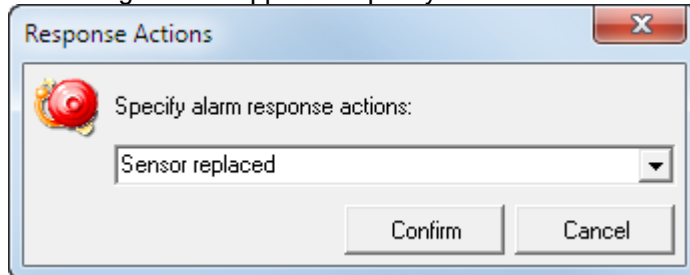 Response Actions
Specify alarm response actions:
Sensor replaced
Confirm Cancel